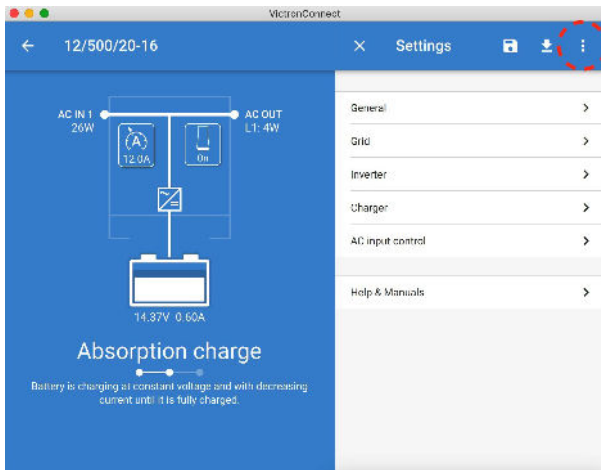 VictronConnect
12/500/20-16
Settings
AC IN 1
26W
AC OUT
L1: 4W
A
12.0A
On
14.37V 0.60A
Absorption charge
Battery is charging at constant voltage and with decreasing
current until it is fully charged.
General
Grid
Inverter
Charger
AC input control
Help & Manuals